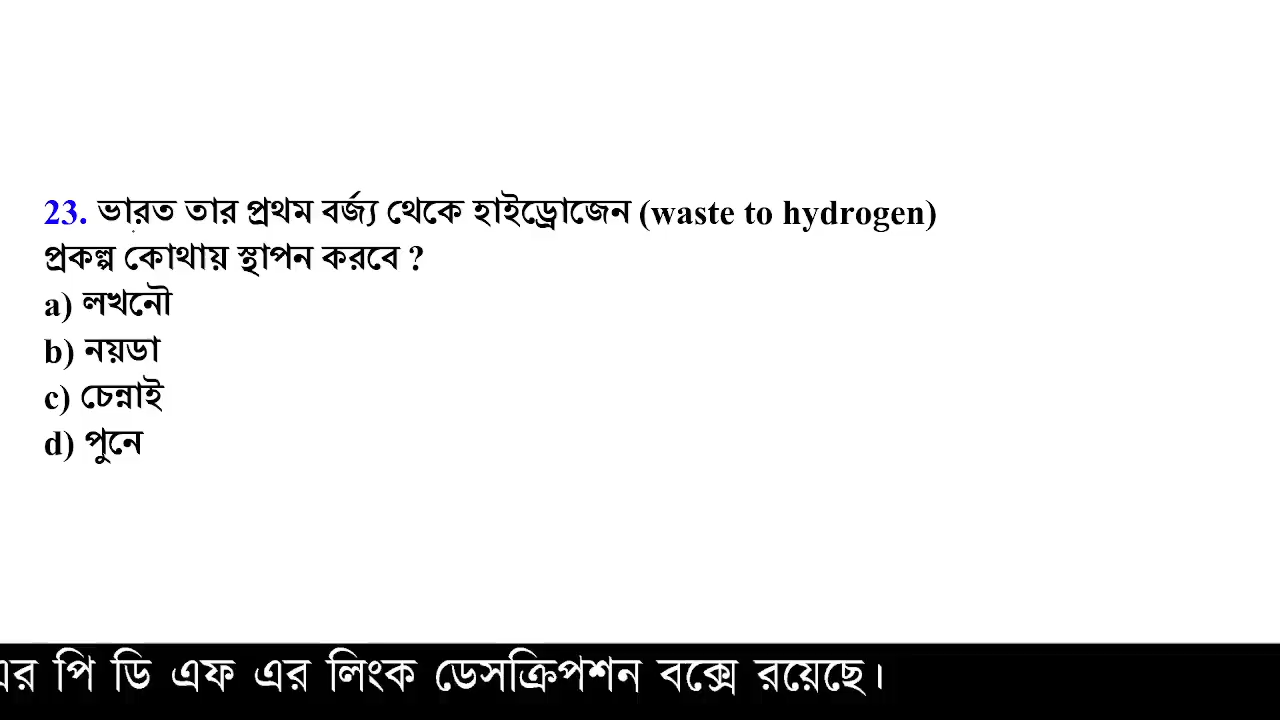 23. ভারত তার প্রথম বর্জ্য থেকে হাইড্রোজেন (waste to hydrogen)
প্রকল্প কোথায় স্থাপন করবে ?
a) লখনৌ
b) নয়ডা
c) চেন্নাই
d) পুনে
এর পি ডি এফ এর লিংক ডেসক্রিপশন বক্সে রয়েছে।